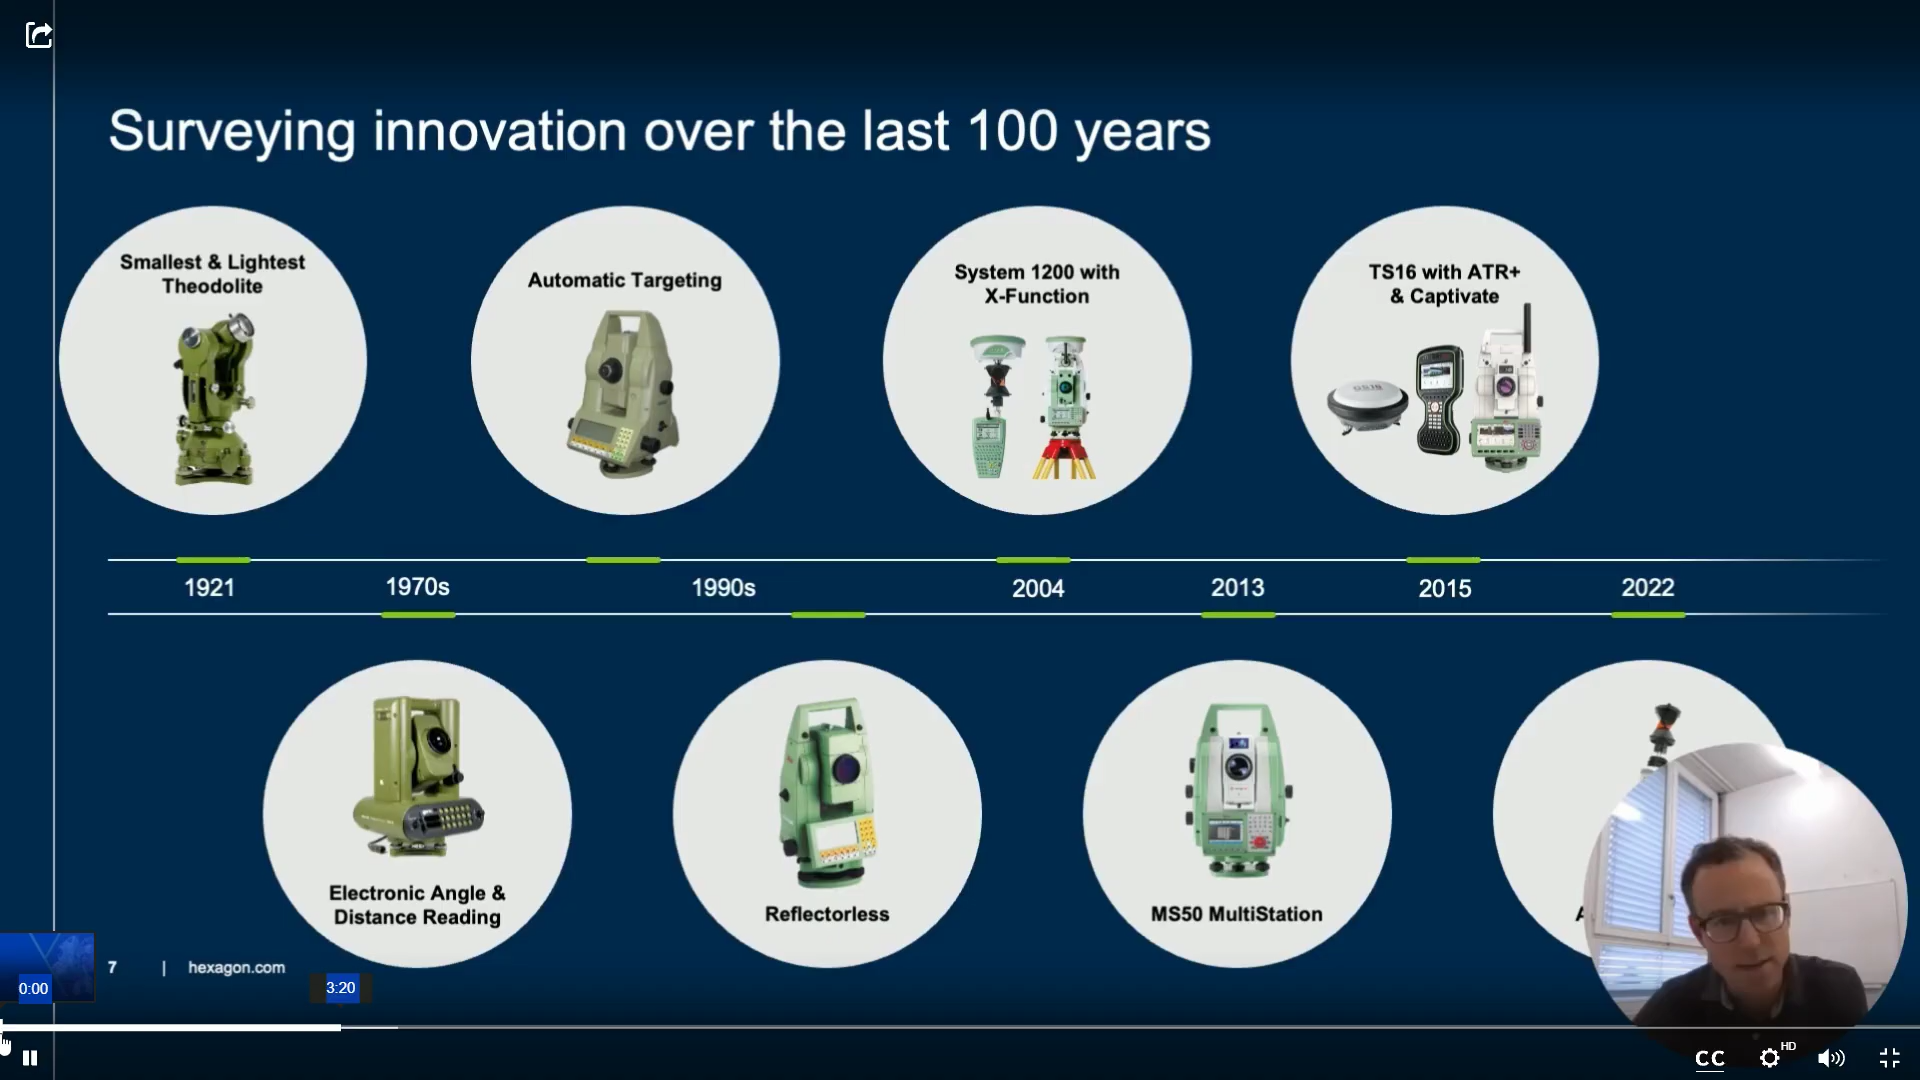 Surveying innovation over the last 100 years
Smallest & Lightest
Theodolite
Automatic Targeting
System 1200 with
X-Function
TS16 with ATR+
& Captivate
GS16
1921
1970s
1990s
2004
2013
2015
2022
Electronic Angle &
Distance Reading
Reflectorless
MS50 MultiStation
A
7 | hexagon.com
0:00
3:20
CC
HD